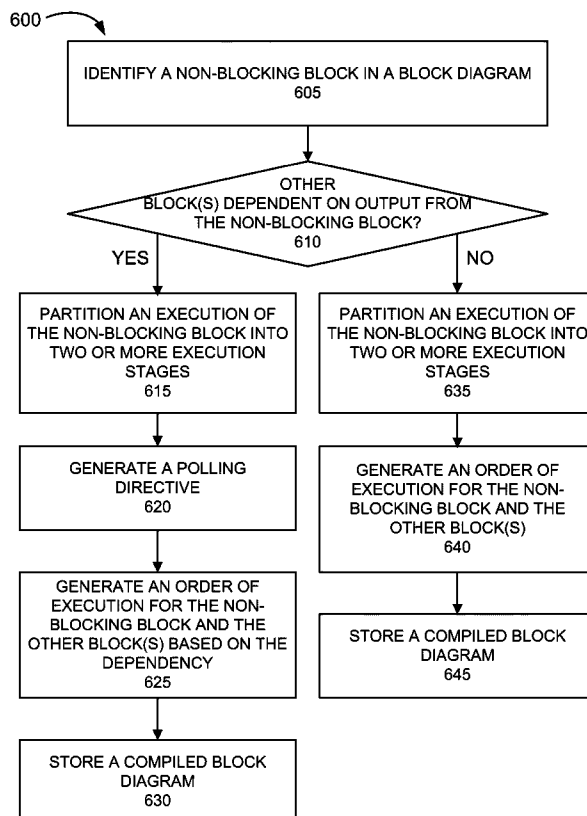 600
IDENTIFY A NON-BLOCKING BLOCK IN A BLOCK DIAGRAM
605
OTHER
BLOCK(S) DEPENDENT ON OUTPUT FROM
THE NON-BLOCKING BLOCK?
610
YES
NO
PARTITION AN EXECUTION OF
THE NON-BLOCKING BLOCK INTO
TWO OR MORE EXECUTION
STAGES
615
GENERATE A POLLING
DIRECTIVE
620
GENERATE AN ORDER OF
EXECUTION FOR THE NON-
BLOCKING BLOCK AND THE
OTHER BLOCK(S) BASED ON THE
DEPENDENCY
625
STORE A COMPILED BLOCK
DIAGRAM
630
PARTITION AN EXECUTION OF
THE NON-BLOCKING BLOCK INTO
TWO OR MORE EXECUTION
STAGES
635
GENERATE AN ORDER OF
EXECUTION FOR THE NON-
BLOCKING BLOCK AND THE
OTHER BLOCK(S)
640
STORE A COMPILED BLOCK
DIAGRAM
645